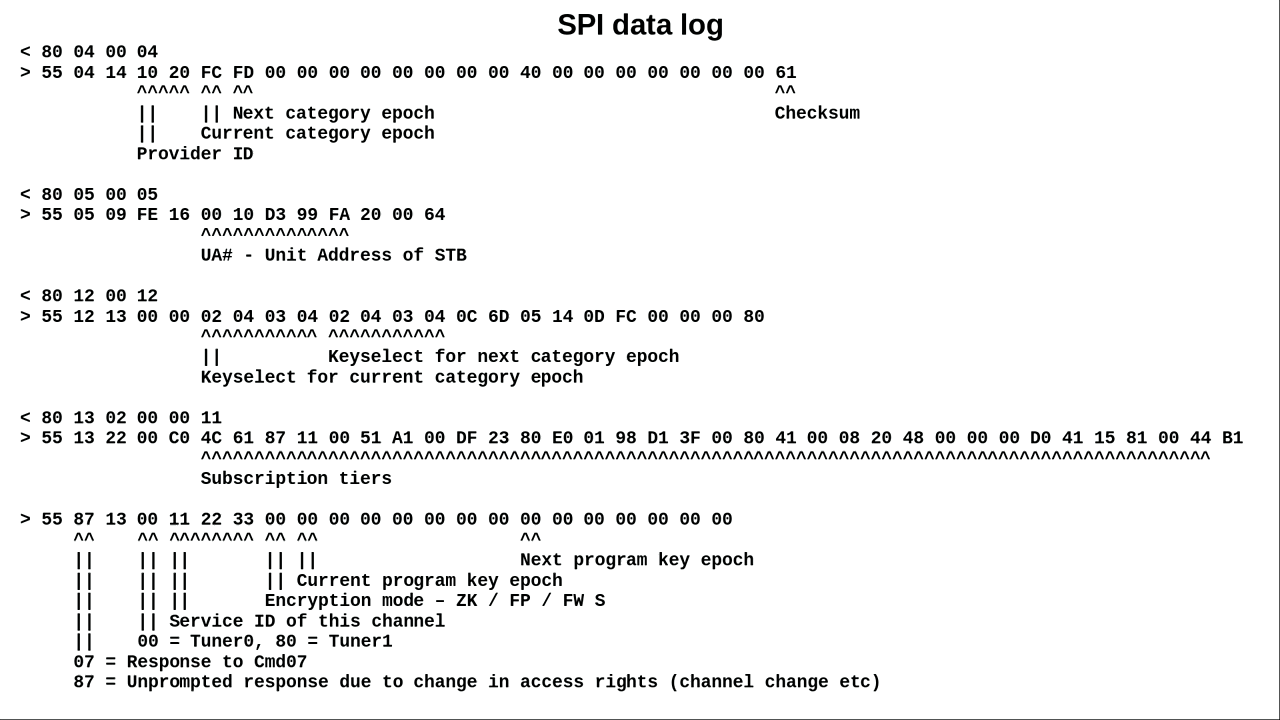 SPI data log
< 80 04 00 04
> 55 04 14 10 20 FC FD 00 00 00 00 00 00 00 00 40 00 00 00 00 00 00 00 61
           ^^^^^ ^^ ^^                                                 ^^
           ||    || Next category epoch                                Checksum
           ||    Current category epoch
           Provider ID
< 80 05 00 05
> 55 05 09 FE 16 00 10 D3 99 FA 20 00 64
                 ^^^^^^^^^^^^^^
                 UA# - Unit Address of STB
< 80 12 00 12
> 55 12 13 00 00 02 04 03 04 02 04 03 04 0C 6D 05 14 0D FC 00 00 00 80
                 ^^^^^^^^^^^ ^^^^^^^^^^^
                 ||          Keyselect for next category epoch
                 Keyselect for current category epoch
< 80 13 02 00 00 11
> 55 13 22 00 C0 4C 61 87 11 00 51 A1 00 DF 23 80 E0 01 98 D1 3F 00 80 41 00 08 20 48 00 00 00 D0 41 15 81 00 44 B1
                 ^^^^^^^^^^^^^^^^^^^^^^^^^^^^^^^^^^^^^^^^^^^^^^^^^^^^^^^^^^^^^^^^^^^^^^^^^^^^^^^^^^^^^^^^^^^^^^^
                 Subscription tiers
> 55 87 13 00 11 22 33 00 00 00 00 00 00 00 00 00 00 00 00 00 00 00
     ^^    ^^ ^^^^^^^^ ^^ ^^                   ^^
     ||    || ||       || ||                   Next program key epoch
     ||    || ||       || Current program key epoch
     ||    || ||       Encryption mode – ZK / FP / FW S
     ||    || Service ID of this channel
     ||    00 = Tuner0, 80 = Tuner1
     07 = Response to Cmd07
     87 = Unprompted response due to change in access rights (channel change etc)